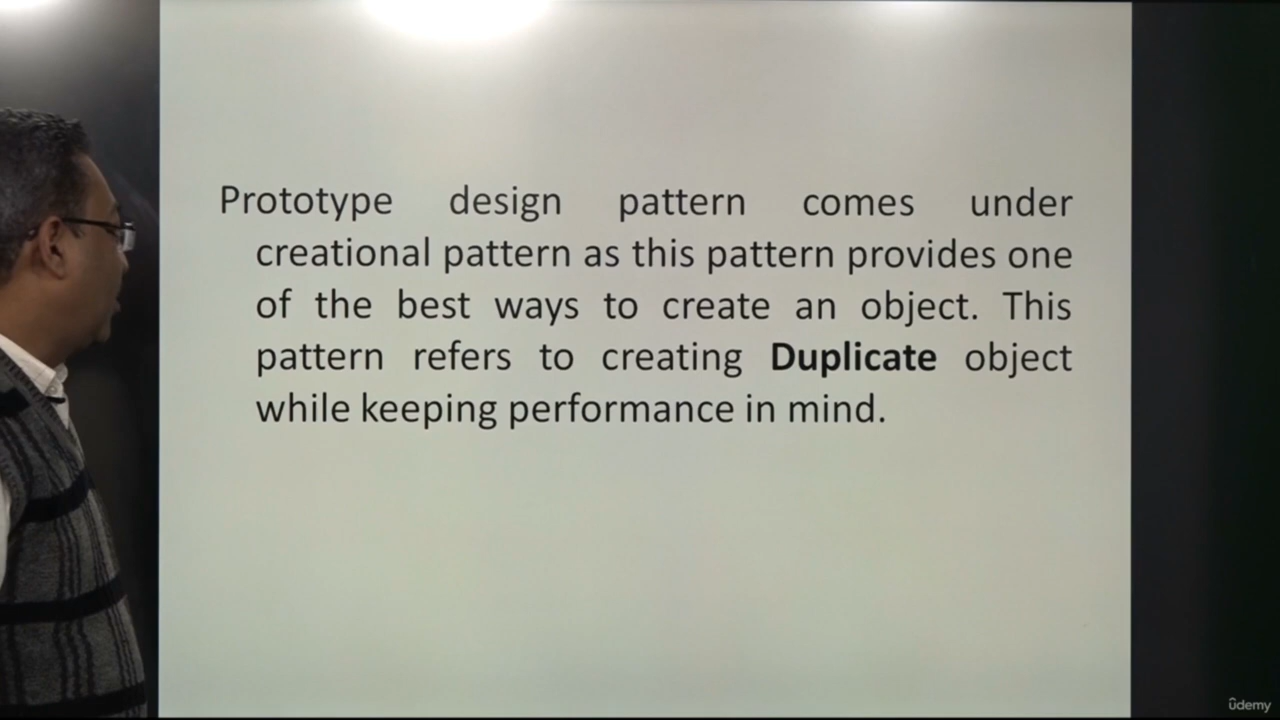 Prototype design pattern comes under
creational pattern as this pattern provides one
of the best ways to create an object. This
pattern refers to creating Duplicate object
while keeping performance in mind.
ûdemy